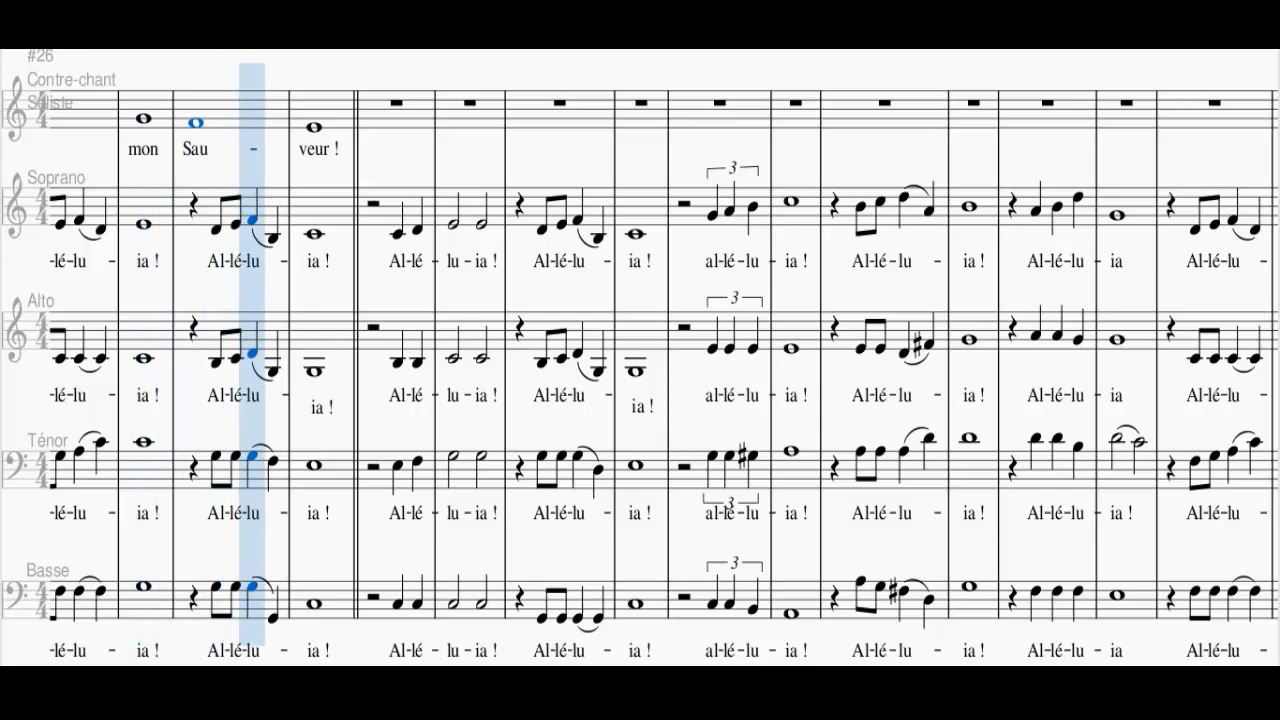 #26
Contre-chant
Soliste
mon Sau - veur !
Soprano
3
-lé-lu - ia ! Al-lé-lu - ia ! Al-lé - lu - ia ! Al-lé-lu - ia ! al-lé-lu - ia ! Al-lé-lu - ia ! Al-lé-lu - ia Al-lé-lu -
Alto
3
-lé-lu - ia ! Al-lé-lu - ia ! Al-lé - lu - ia ! Al-lé-lu - ia ! al-lé-lu - ia ! Al-lé-lu - ia ! Al-lé-lu - ia Al-lé-lu -
Ténor
3
-lé-lu - ia ! Al-lé-lu - ia ! Al-lé - lu - ia ! Al-lé-lu - ia ! al-lé-lu - ia ! Al-lé-lu - ia ! Al-lé-lu - ia ! Al-lé-lu -
Basse
3
-lé-lu - ia ! Al-lé-lu - ia ! Al-lé - lu - ia ! Al-lé-lu - ia ! al-lé-lu - ia ! Al-lé-lu - ia ! Al-lé-lu - ia Al-lé-lu -